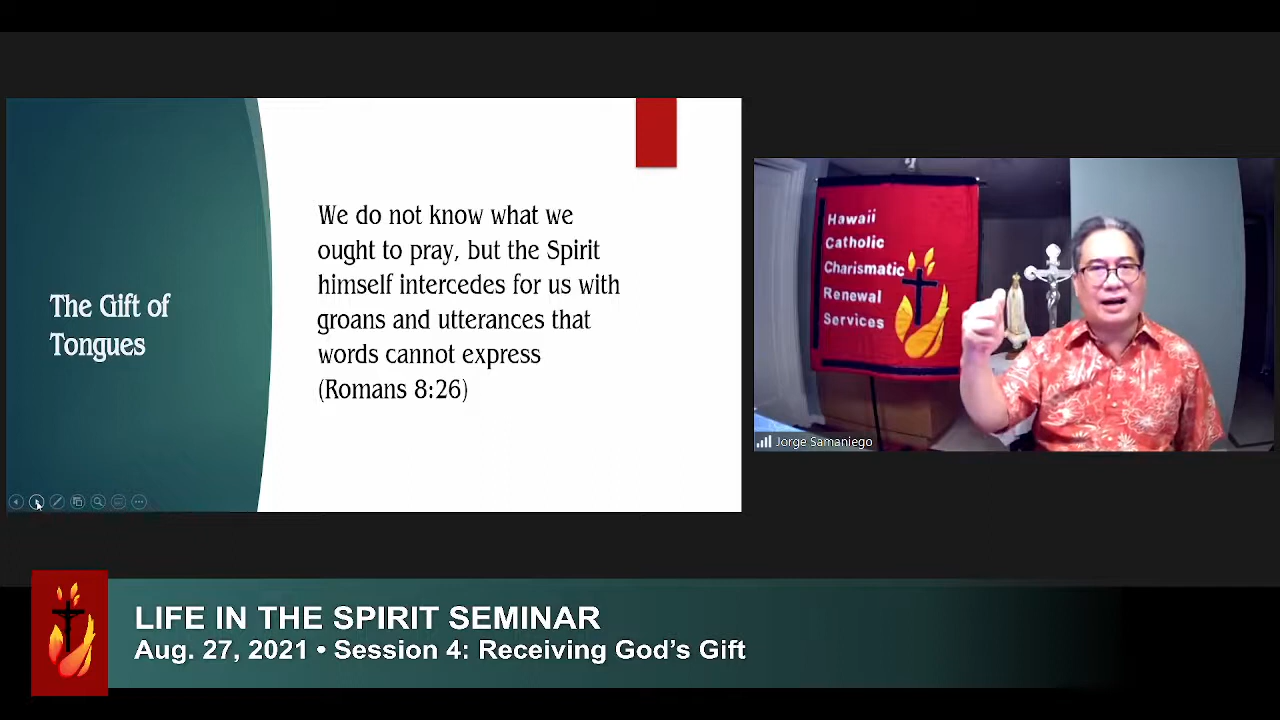 The Gift of
Tongues
We do not know what we
ought to pray, but the Spirit
himself intercedes for us with
groans and utterances that
words cannot express
(Romans 8:26)
Hawaii
Catholic
Charismatic
Renewal
Services
Jorge Samaniego
LIFE IN THE SPIRIT SEMINAR
Aug. 27, 2021 • Session 4: Receiving God’s Gift